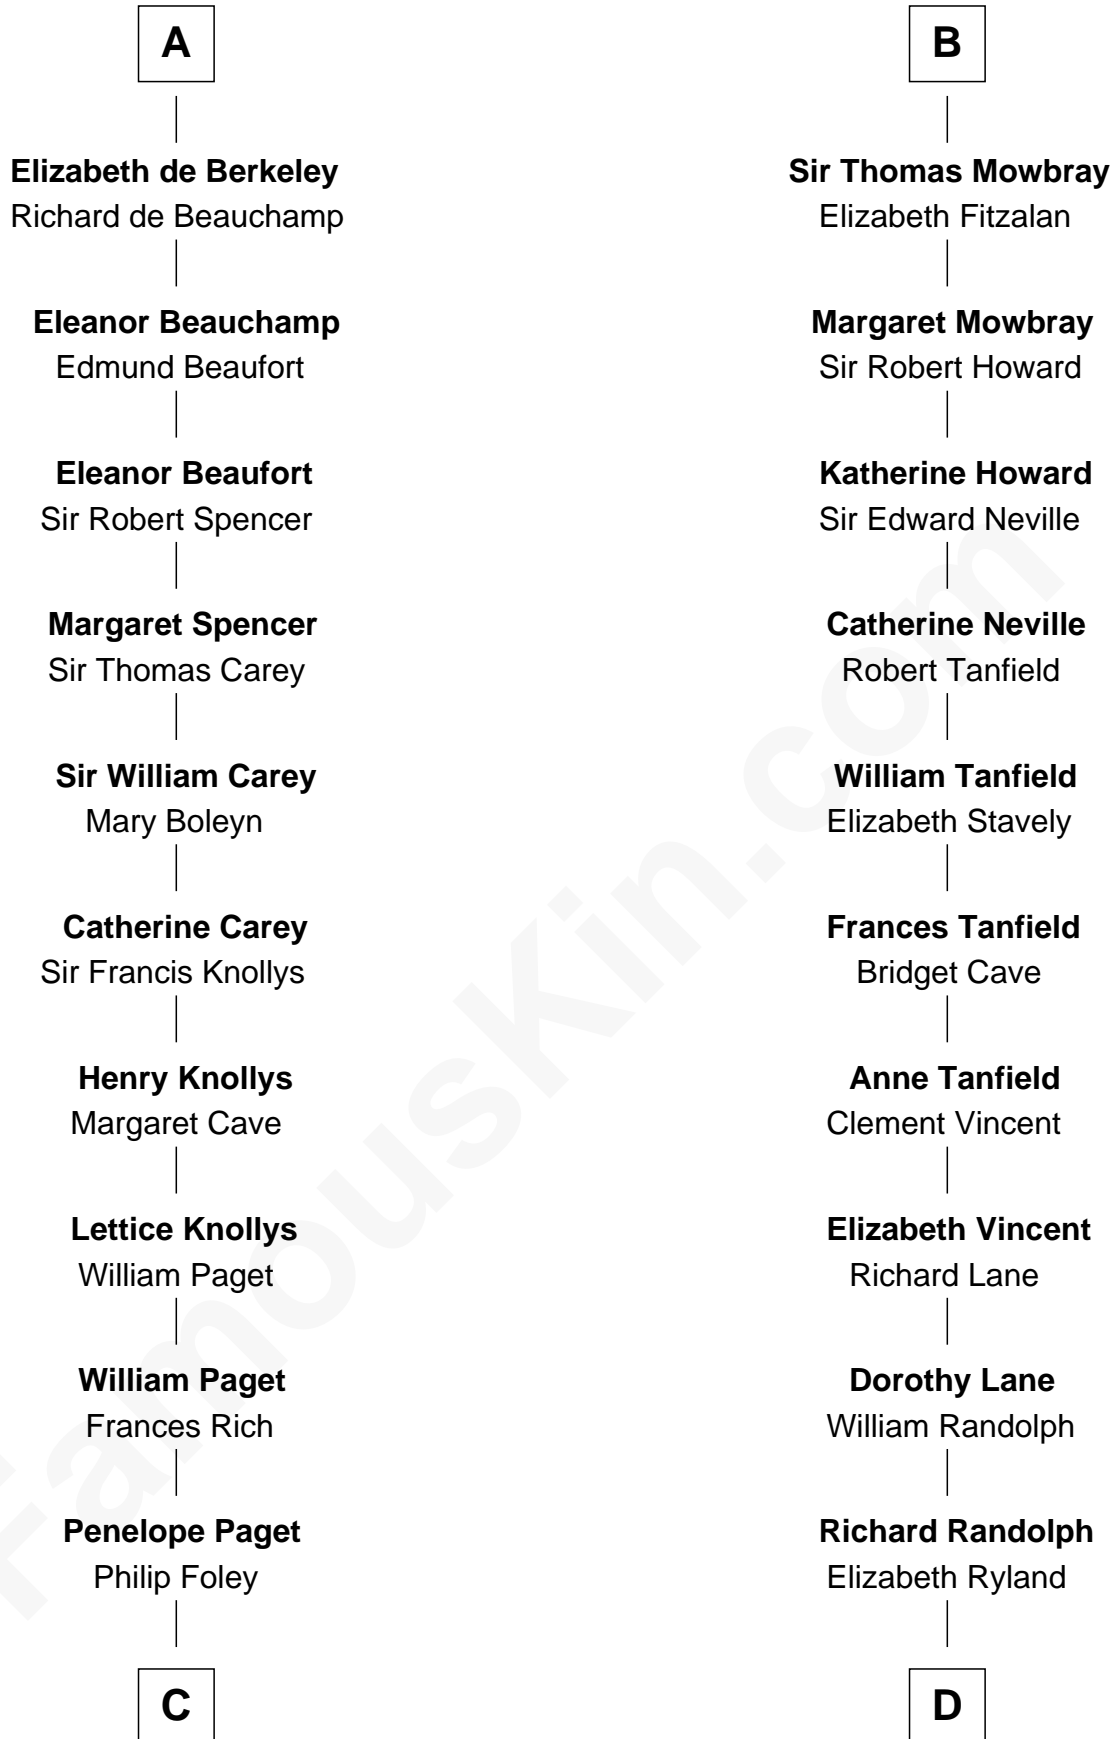 A
Elizabeth de Berkeley
Richard de Beauchamp
Eleanor Beauchamp
Edmund Beaufort
Eleanor Beaufort
Sir Robert Spencer
Margaret Spencer
Sir Thomas Carey
Sir William Carey
Mary Boleyn
Catherine Carey
Sir Francis Knollys
Henry Knollys
Margaret Cave
Lettice Knollys
William Paget
William Paget
Frances Rich
Penelope Paget
Philip Foley
C
B
Sir Thomas Mowbray
Elizabeth Fitzalan
Margaret Mowbray
Sir Robert Howard
Katherine Howard
Sir Edward Neville
Catherine Neville
Robert Tanfield
William Tanfield
Elizabeth Stavely
Frances Tanfield
Bridget Cave
Anne Tanfield
Clement Vincent
Elizabeth Vincent
Richard Lane
Dorothy Lane
William Randolph
Richard Randolph
Elizabeth Ryland
D
FamousKin.com